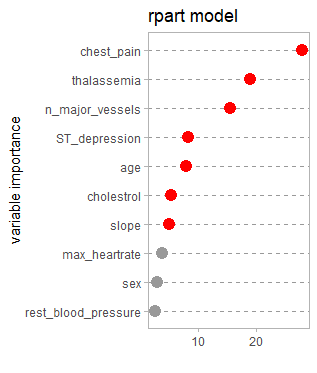 rpart model
variable importance
chest_pain
thalassemia
n_major_vessels
ST_depression
age
cholestrol
slope
max_heartrate
sex
rest_blood_pressure
10 20